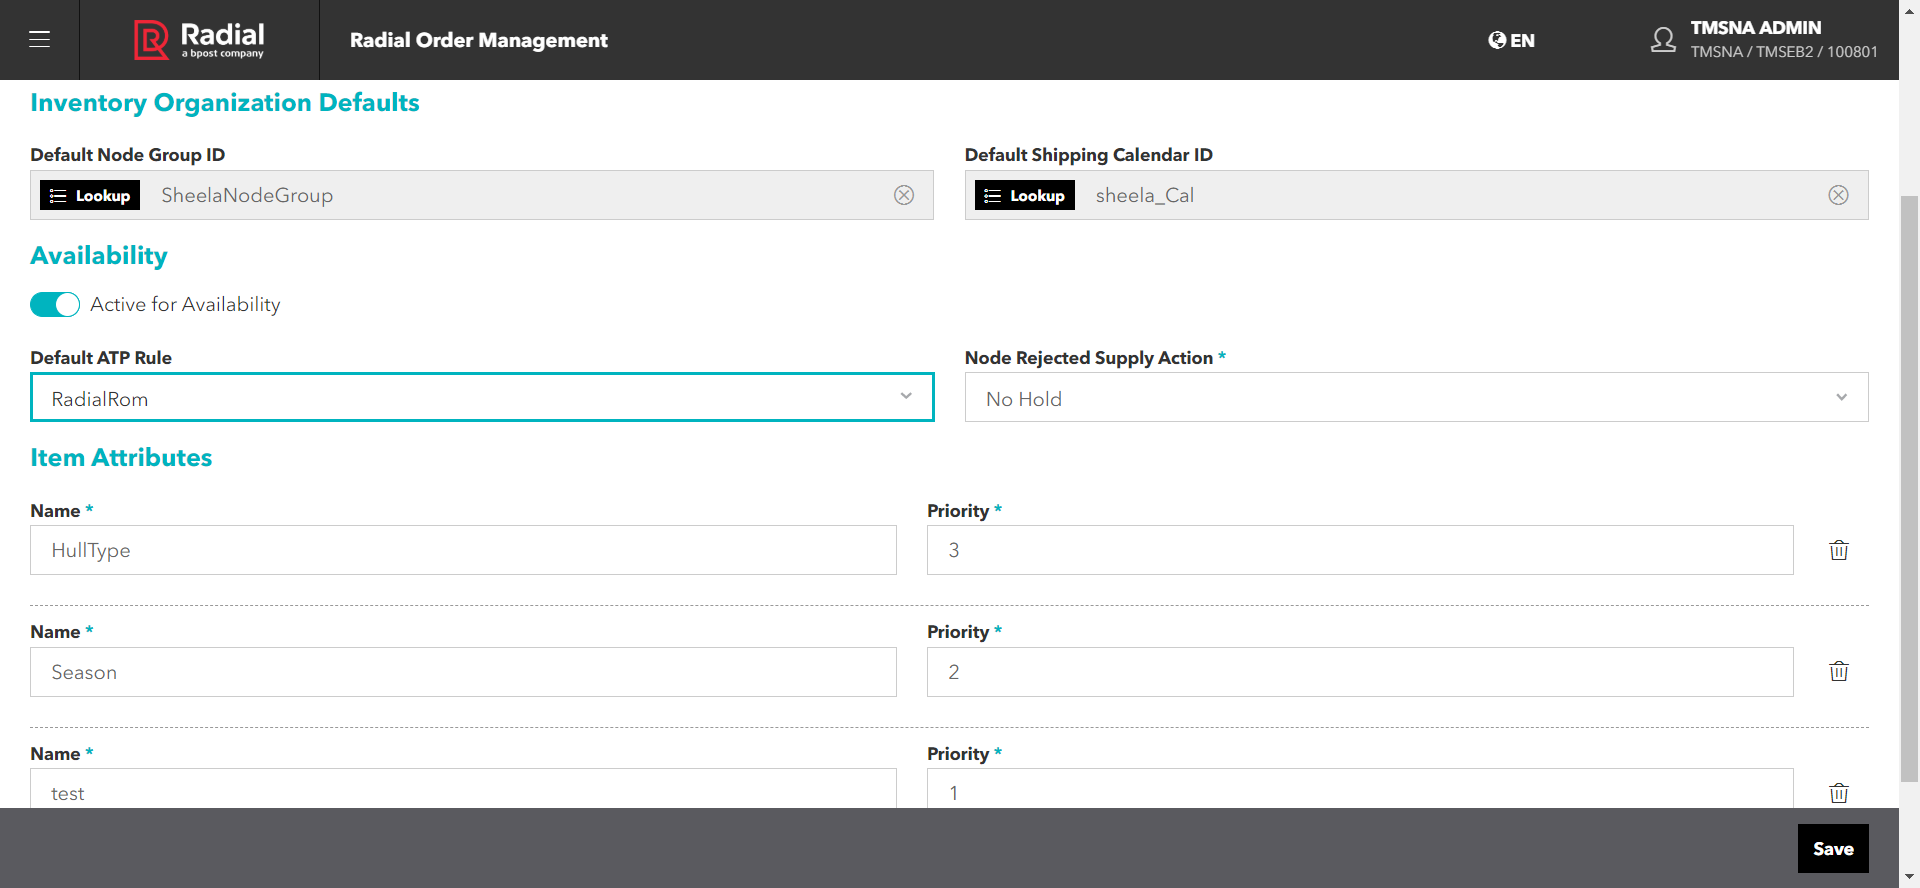 Radial
a bpost company
Radial Order Management
EN
TMSNA ADMIN
TMSNA / TMSEB2 / 100801
Inventory Organization Defaults
Default Node Group ID
Default Shipping Calendar ID
Lookup SheelaNodeGroup
Lookup sheela_Cal
Availability
Active for Availability
Default ATP Rule
Node Rejected Supply Action *
RadialRom
No Hold
Item Attributes
Name *
Priority *
HullType
3
Name *
Priority *
Season
2
Name *
Priority *
test
1
Save